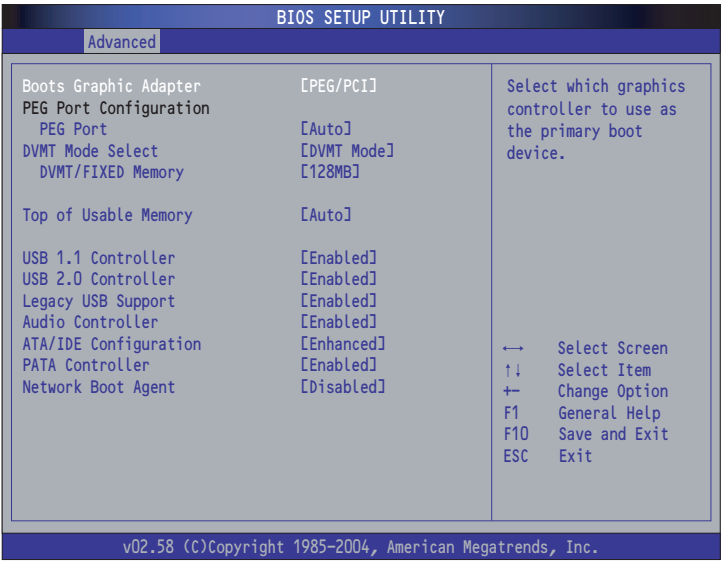 BIOS SETUP UTILITY
Advanced
Boots Graphic Adapter [PEG/PCI]
PEG Port Configuration
PEG Port [Auto]
DVMT Mode Select [DVMT Mode]
DVMT/FIXED Memory [128MB]
Top of Usable Memory [Auto]
USB 1.1 Controller [Enabled]
USB 2.0 Controller [Enabled]
Legacy USB Support [Enabled]
Audio Controller [Enabled]
ATA/IDE Configuration [Enhanced]
PATA Controller [Enabled]
Network Boot Agent [Disabled]
Select which graphics
controller to use as
the primary boot
device.
←→ Select Screen
↑↓ Select Item
+- Change Option
F1 General Help
F10 Save and Exit
ESC Exit
v02.58 (C)Copyright 1985-2004, American Megatrends, Inc.